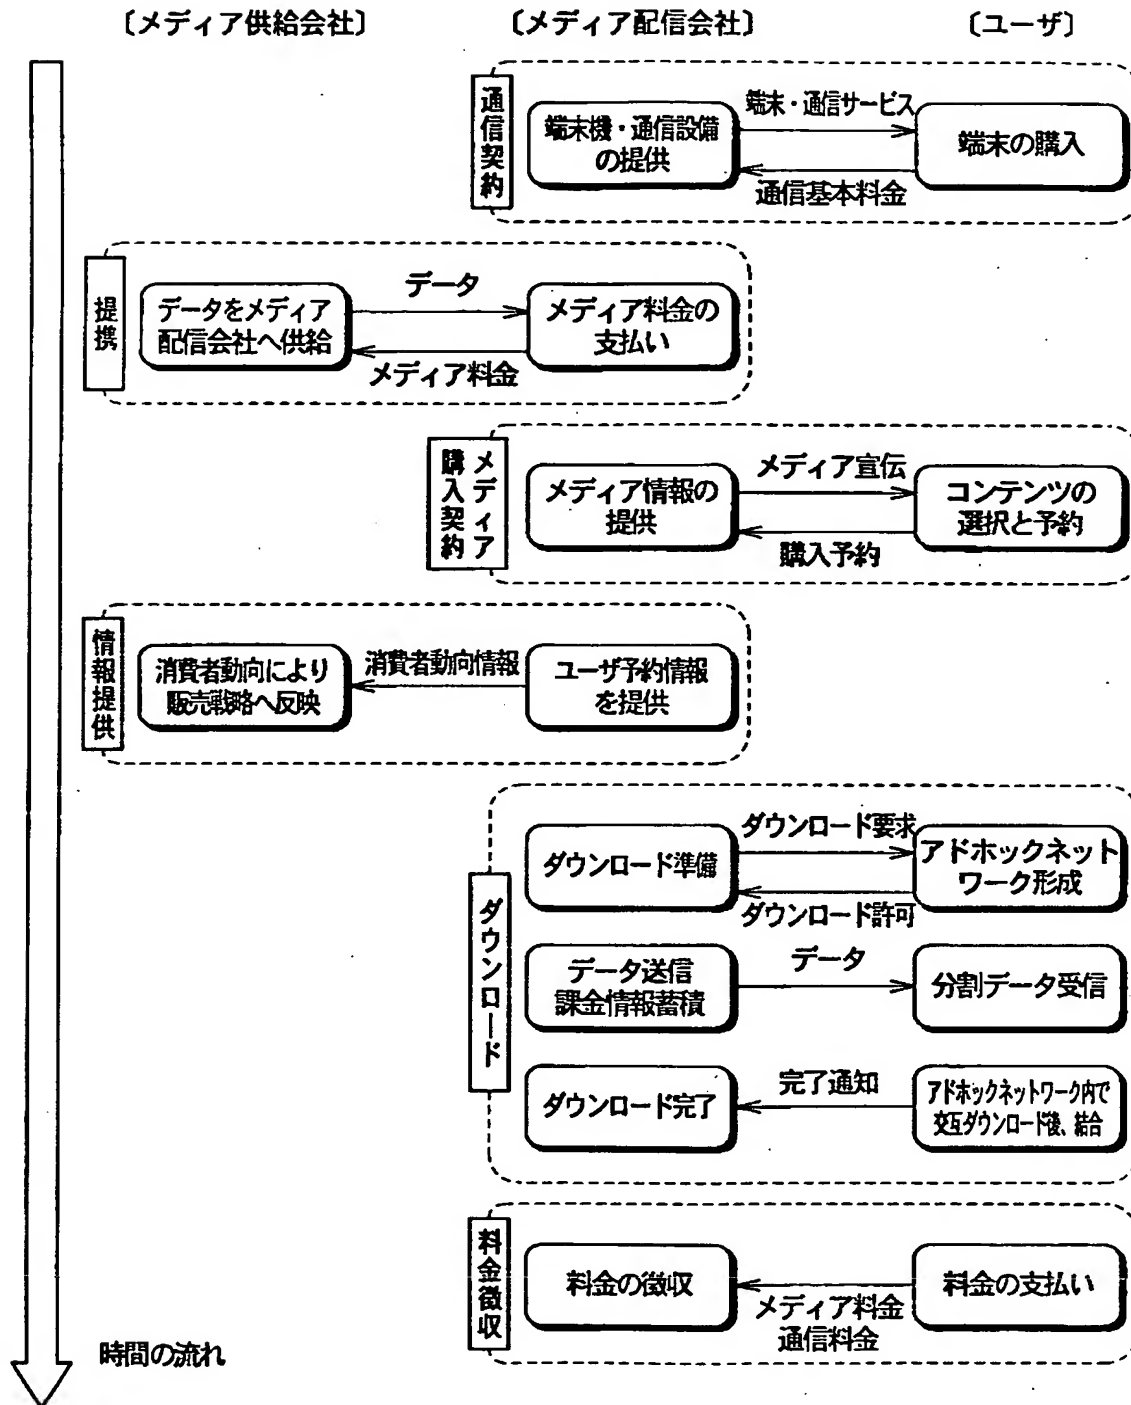 〔メディア供給会社〕
〔メディア配信会社〕
〔ユーザ〕
通信契約
端末機・通信設備
の提供
端末・通信サービス
通信基本料金
端末の購入
提携
データをメディア
配信会社へ供給
データ
メディア料金
メディア料金の
支払い
メディア
購入契約
メディア情報の
提供
メディア宣伝
購入予約
コンテンツの
選択と予約
情報提供
消費者動向により
販売戦略へ反映
消費者動向情報
ユーザ予約情報
を提供
ダウンロード
ダウンロード準備
ダウンロード要求
ダウンロード許可
アドホックネット
ワーク形成
データ送信
課金情報蓄積
データ
分割データ受信
ダウンロード完了
完了通知
アドホックネットワーク内で
交互ダウンロード後、結合
料金徴収
料金の徴収
メディア料金
通信料金
料金の支払い
時間の流れ